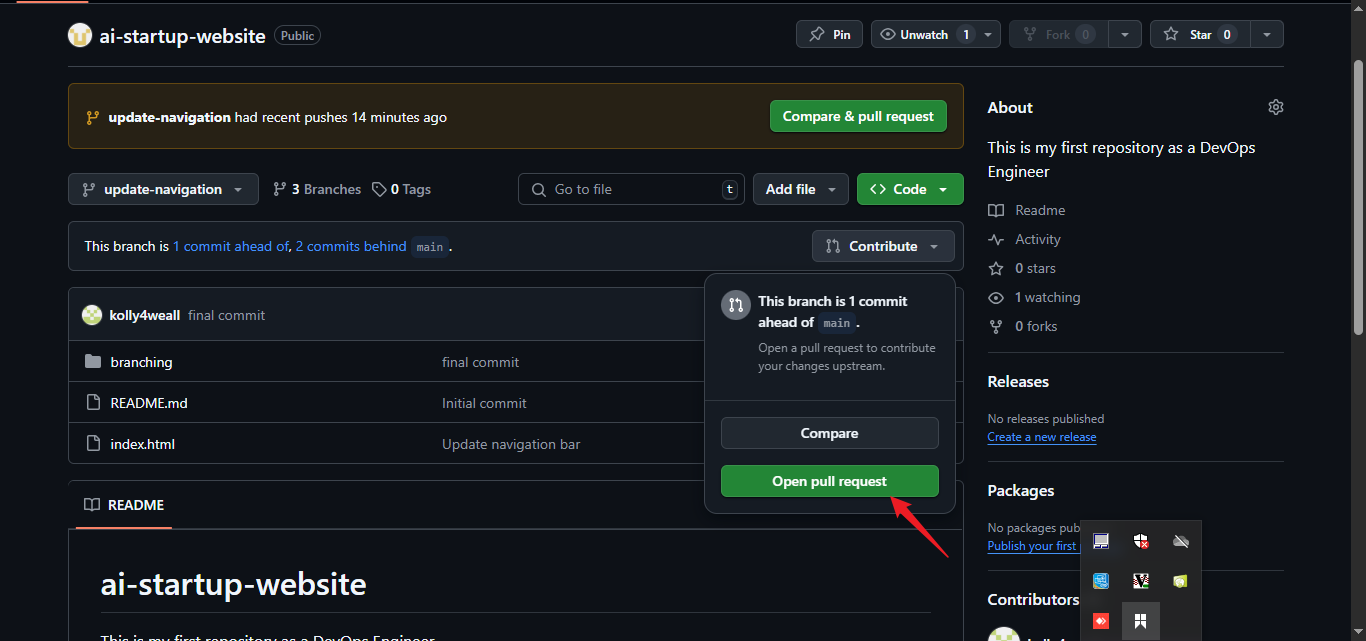 ai-startup-website Public
Pin
Unwatch 1
Fork 0
Star 0
update-navigation had recent pushes 14 minutes ago
Compare & pull request
update-navigation
3 Branches
0 Tags
Go to file t
Add file
Code
This branch is 1 commit ahead of, 2 commits behind main .
Contribute
This branch is 1 commit
ahead of main .
Open a pull request to contribute
your changes upstream.
Compare
Open pull request
kolly4weall final commit
branching final commit
README.md Initial commit
index.html Update navigation bar
README
ai-startup-website
This is my first repository as a DevOps Engineer
About
This is my first repository as a DevOps
Engineer
Readme
Activity
0 stars
1 watching
0 forks
Releases
No releases published
Create a new release
Packages
No packages
Publish your first
Contributors